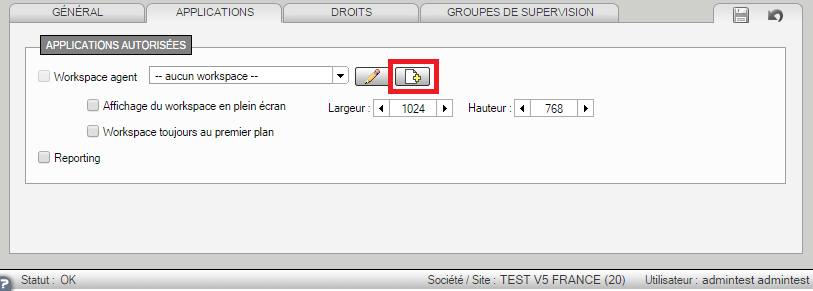 GÉNÉRAL APPLICATIONS DROITS GROUPES DE SUPERVISION
APPLICATIONS AUTORISÉES
Workspace agent -- aucun workspace --
Affichage du workspace en plein écran Largeur : 1024 Hauteur : 768
Workspace toujours au premier plan
Reporting
? Statut : OK Société / Site : TEST V5 FRANCE (20) Utilisateur : admintest admintest